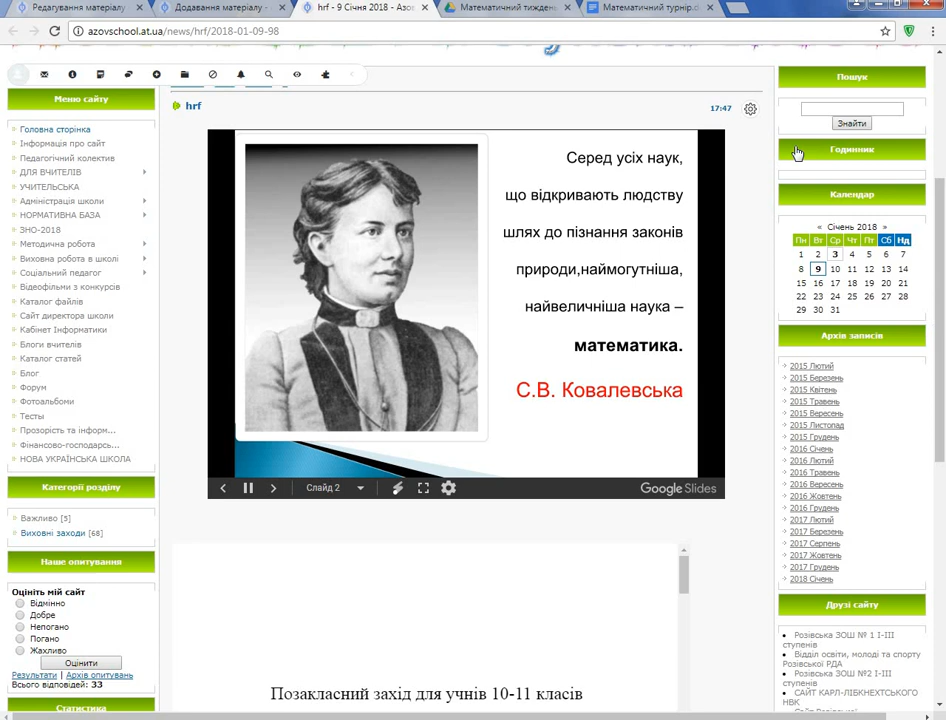 Редагування матеріалу
Додавання матеріалу -
hrf - 9 Січня 2018 - Азо
Математичний тижден
Математичний турнір.d
azovschool.at.ua/news/hrf/2018-01-09-98
Меню сайту
Головна сторінка
Інформація про сайт
Педагогічний колектив
ДЛЯ ВЧИТЕЛІВ
УЧИТЕЛЬСЬКА
Адміністрація школи
НОРМАТИВНА БАЗА
ЗНО-2018
Методична робота
Виховна робота в школі
Соціальний педагог
Відеофільми з конкурсів
Каталог файлів
Сайт директора школи
Кабінет Інформатики
Блоги вчителів
Каталог статей
Блог
Форум
Фотоальбоми
Тести
Прозорість та інформ...
Фінансово-господарсь...
НОВА УКРАЇНСЬКА ШКОЛА
Категорії розділу
Важливо [5]
Виховні заходи [68]
Наше опитування
Оцініть мій сайт
Відмінно
Добре
Непогано
Погано
Жахливо
Оцінити
Результати | Архів опитувань
Всього відповідей: 33
Статистика
hrf
17:47
Серед усіх наук,
що відкривають людству
шлях до пізнання законів
природи,наймогутніша,
найвеличніша наука –
математика.
С.В. Ковалевська
Слайд 2
Google Slides
Позакласний захід для учнів 10-11 класів
Пошук
Знайти
Годинник
Календар
« Січень 2018 »
Пн Вт Ср Чт Пт Сб Нд
1 2 3 4 5 6 7
8 9 10 11 12 13 14
15 16 17 18 19 20 21
22 23 24 25 26 27 28
29 30 31
Архів записів
2015 Лютий
2015 Березень
2015 Квітень
2015 Травень
2015 Вересень
2015 Листопад
2015 Грудень
2016 Січень
2016 Лютий
2016 Травень
2016 Вересень
2016 Жовтень
2016 Грудень
2017 Лютий
2017 Березень
2017 Серпень
2017 Жовтень
2017 Грудень
2018 Січень
Друзі сайту
Розівська ЗОШ № 1 І-ІІІ
ступенів
Відділ освіти, молоді та спорту
Розівської РДА
Розівська ЗОШ №2 І-ІІІ
ступенів
САЙТ КАРЛ-ЛІБКНЕХТСЬКОГО
НВК